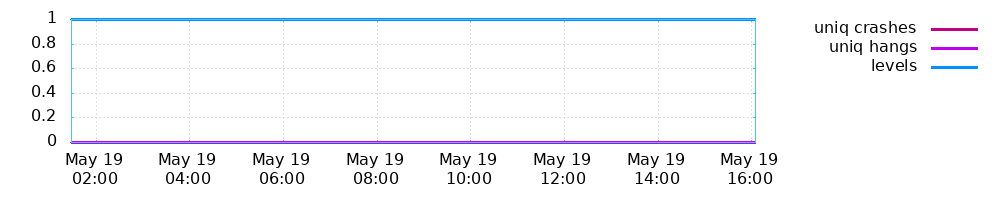 1
0.8
0.6
0.4
0.2
0
May 19 May 19 May 19 May 19 May 19 May 19 May 19 May 19
02:00 04:00 06:00 08:00 10:00 12:00 14:00 16:00
uniq crashes
uniq hangs
levels